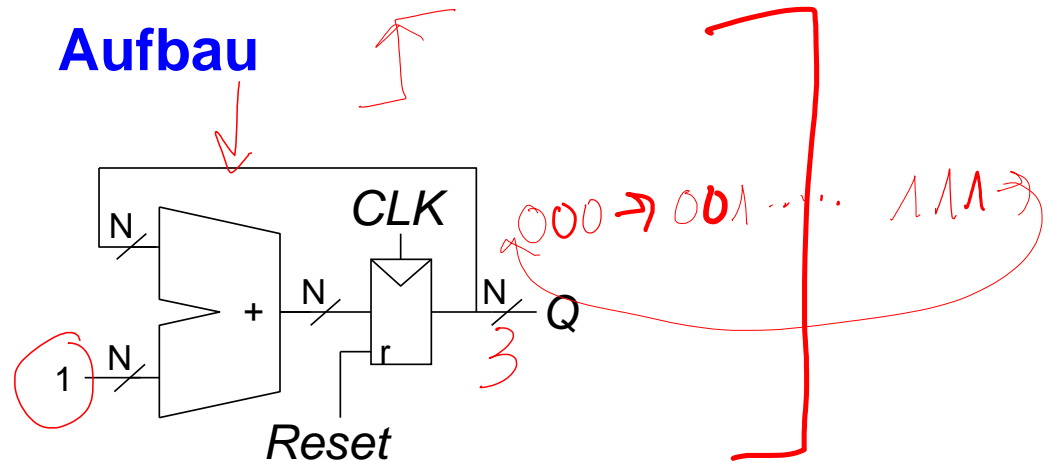 Aufbau
CLK
000 → 001 ..... 111
N
N
N
+
Q
3
N
1
r
Reset